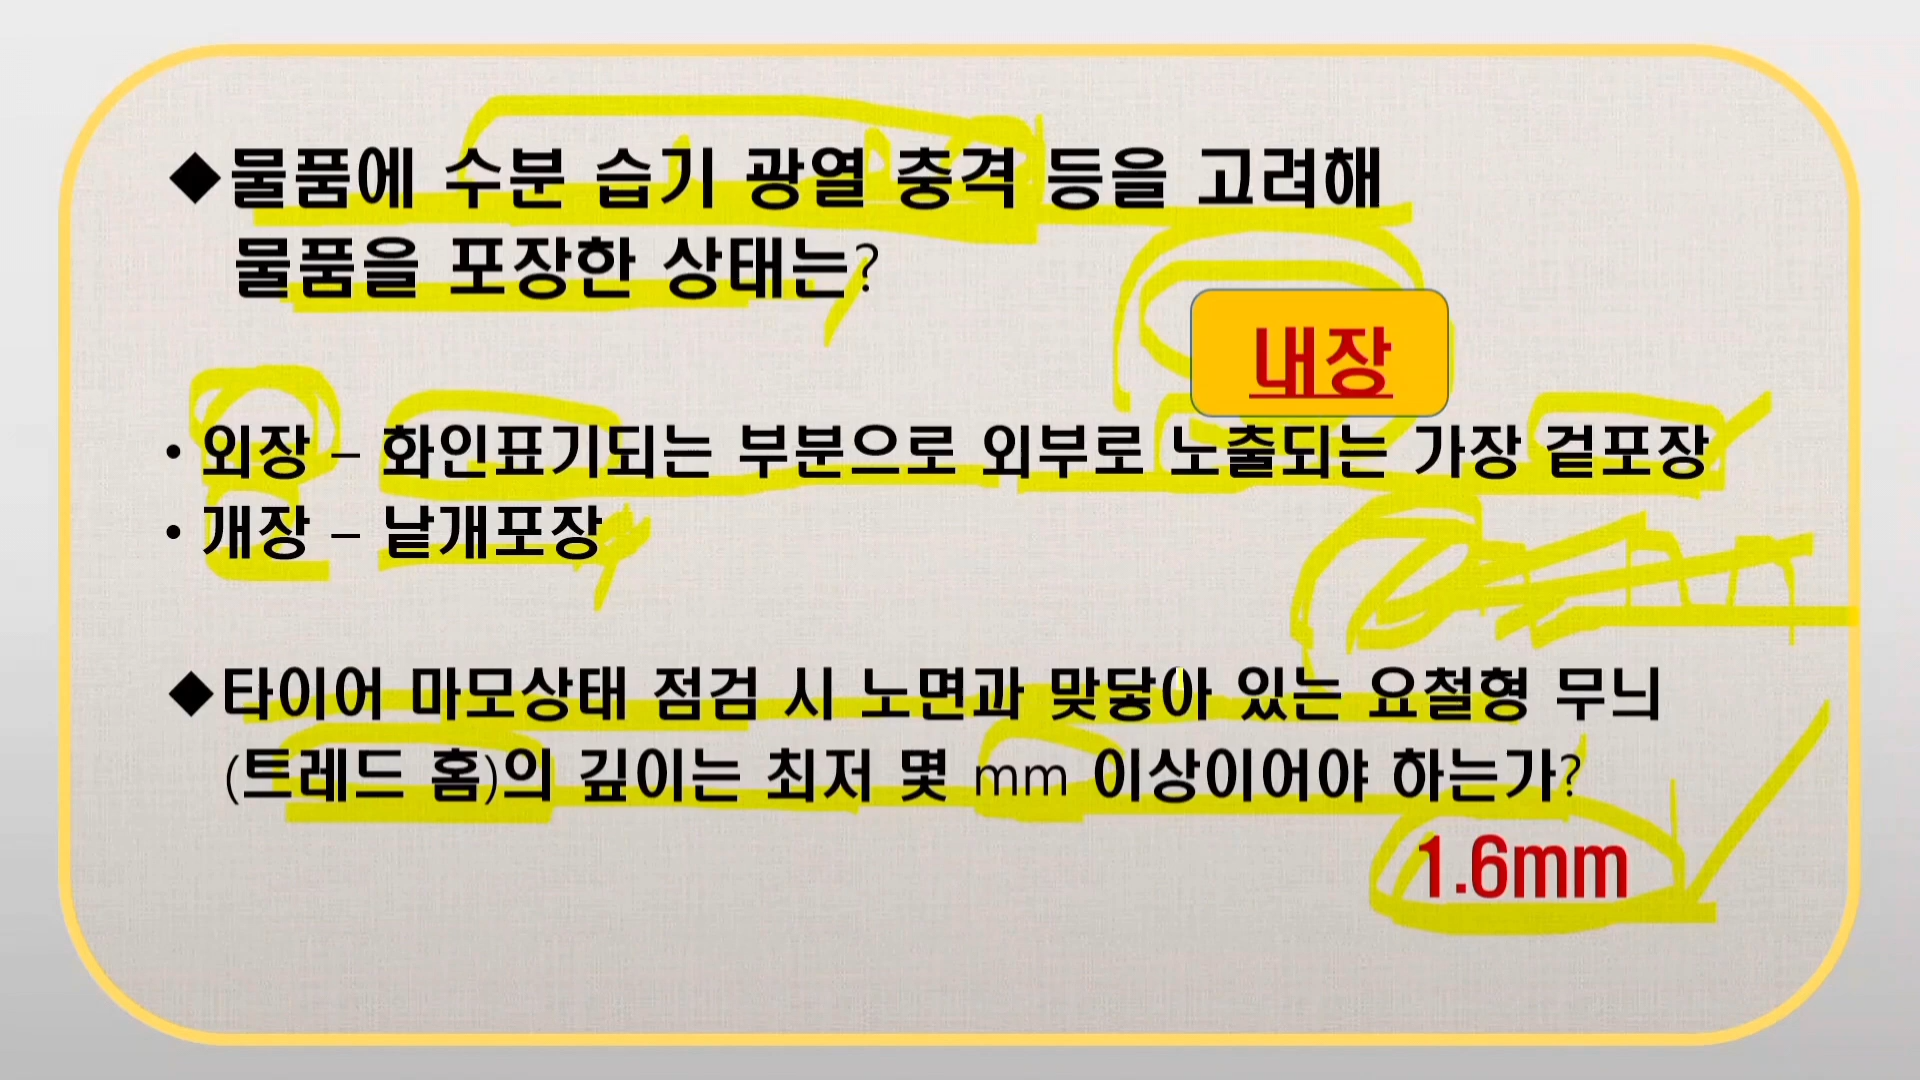 ◆물품에 수분 습기 광열 충격 등을 고려해
물품을 포장한 상태는?
내장
• 외장 – 화인표기되는 부분으로 외부로 노출되는 가장 겉포장
• 개장 – 낱개포장
◆타이어 마모상태 점검 시 노면과 맞닿아 있는 요철형 무늬
(트레드 홈)의 깊이는 최저 몇 mm 이상이어야 하는가?
1.6mm